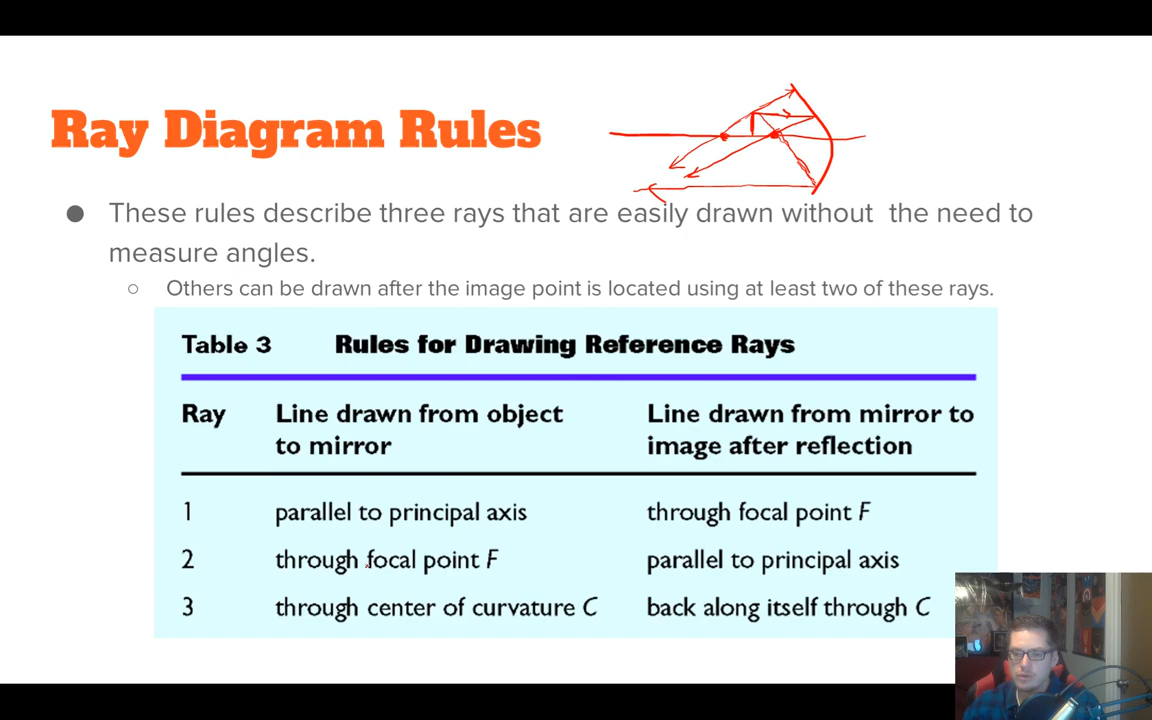 Ray Diagram Rules
● These rules describe three rays that are easily drawn without the need to
measure angles.
○ Others can be drawn after the image point is located using at least two of these rays.
Table 3 Rules for Drawing Reference Rays
Ray Line drawn from object Line drawn from mirror to
to mirror image after reflection
1 parallel to principal axis through focal point F
2 through focal point F parallel to principal axis
3 through center of curvature C back along itself through C